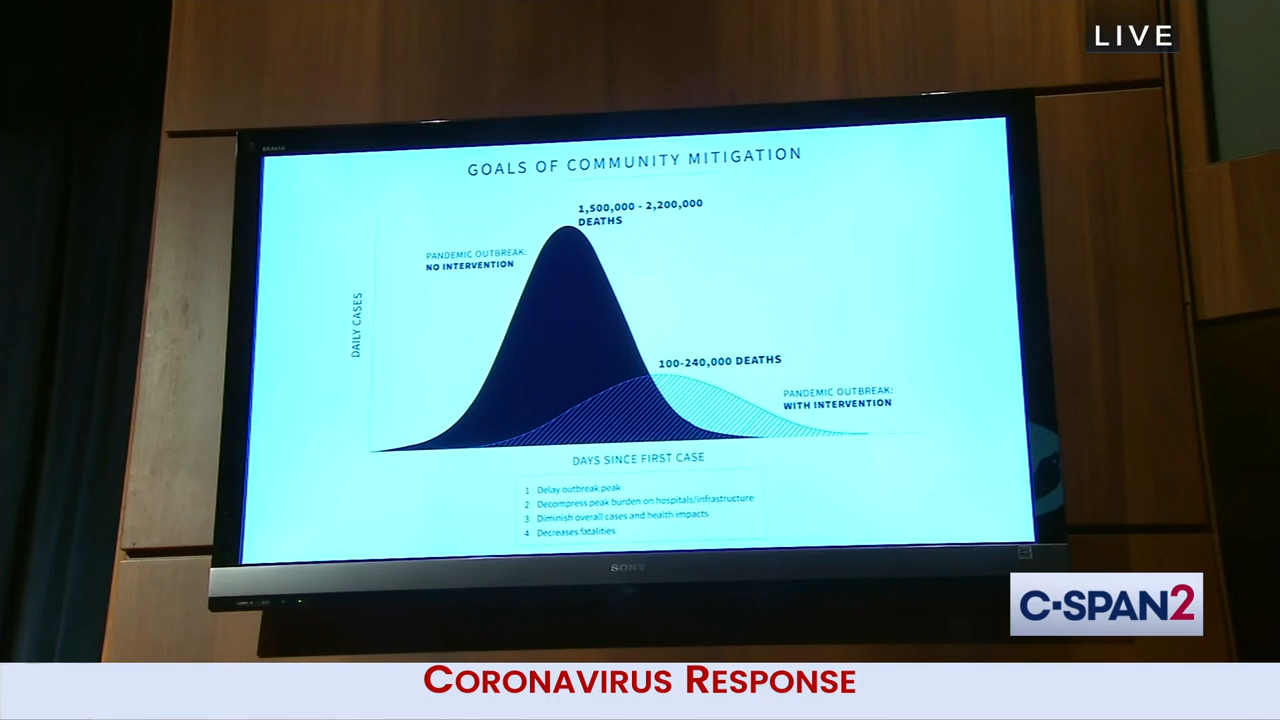 LIVE
BRAVIA
GOALS OF COMMUNITY MITIGATION
1,500,000 - 2,200,000
DEATHS
PANDEMIC OUTBREAK:
NO INTERVENTION
DAILY CASES
100-240,000 DEATHS
PANDEMIC OUTBREAK:
WITH INTERVENTION
DAYS SINCE FIRST CASE
1 Delay outbreak peak
2 Decompress peak burden on hospitals/infrastructure
3 Diminish overall cases and health impacts
4 Decreases fatalities
SONY
C-SPAN2
CORONAVIRUS RESPONSE